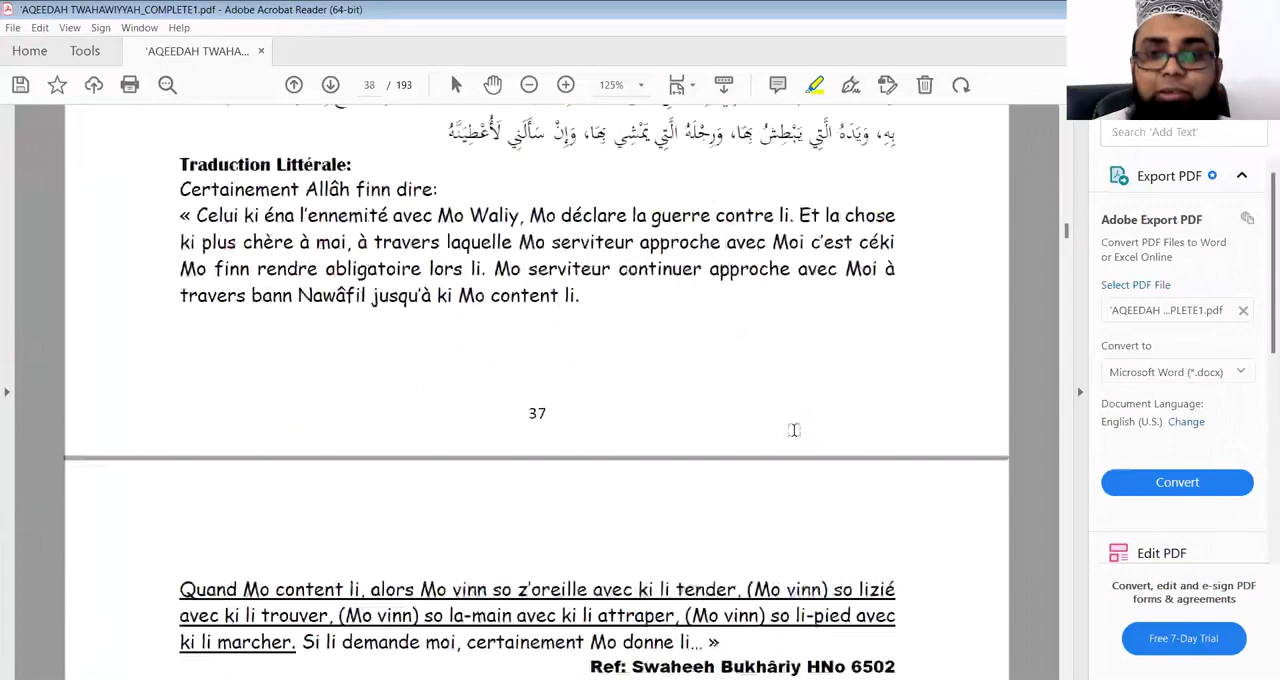 'AQEEDAH TWAHAWIYYAH_COMPLETE1.pdf - Adobe Acrobat Reader (64-bit)
File Edit View Sign Window Help
Home Tools 'AQEEDAH TWAHA... ×
38 / 193 125%
بِهِ، وَيَدَهُ الَّتِي يَبْطِشُ بِهَا، وَرِجْلَهُ الَّتِي يَمْشِي بِهَا، وَإِنْ سَأَلَنِي لَأُعْطِيَنَّهُ
Traduction Littérale:
Certainement Allâh finn dire:
« Celui ki éna l'ennemité avec Mo Waliy, Mo déclare la guerre contre li. Et la chose
ki plus chère à moi, à travers laquelle Mo serviteur approche avec Moi c'est céki
Mo finn rendre obligatoire lors li. Mo serviteur continuer approche avec Moi à
travers bann Nawâfil jusqu'à ki Mo content li.
37
Quand Mo content li, alors Mo vinn so z'oreille avec ki li tender, (Mo vinn) so lizié
avec ki li trouver, (Mo vinn) so la-main avec ki li attraper, (Mo vinn) so li-pied avec
ki li marcher. Si li demande moi, certainement Mo donne li... »
Ref: Swaheeh Bukhâriy HNo 6502
Search 'Add Text'
Export PDF
Adobe Export PDF
Convert PDF Files to Word
or Excel Online
Select PDF File
'AQEEDAH ...PLETE1.pdf
Convert to
Microsoft Word (*.docx)
Document Language:
English (U.S.) Change
Convert
Edit PDF
Convert, edit and e-sign PDF
forms & agreements
Free 7-Day Trial